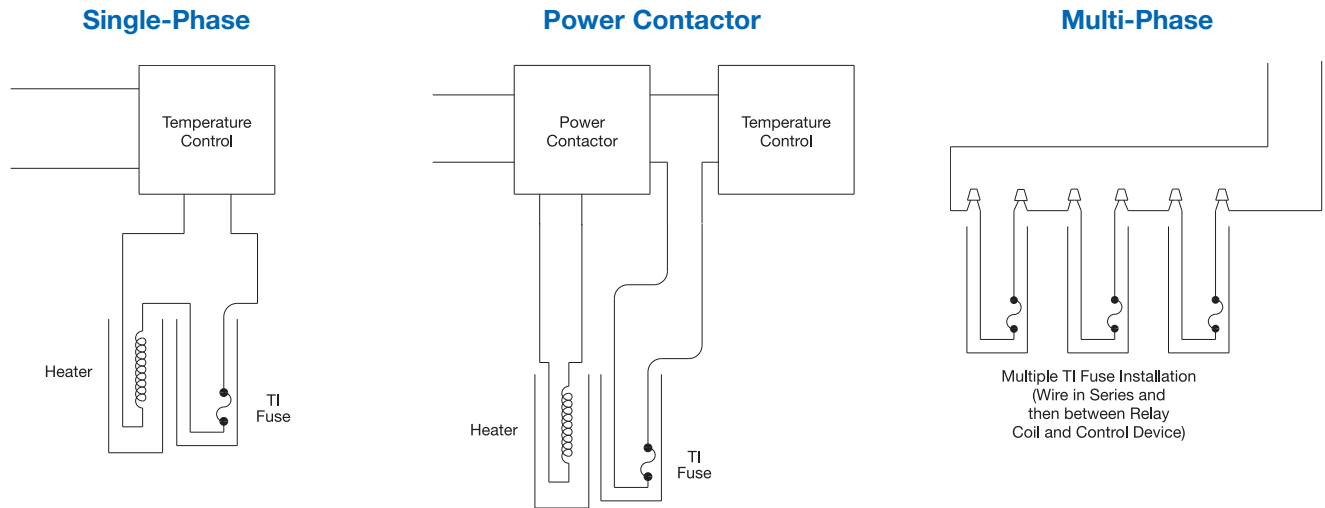 Single-Phase
Temperature
Control
Heater
TI
Fuse
Power Contactor
Power
Contactor
Temperature
Control
Heater
TI
Fuse
Multi-Phase
Multiple TI Fuse Installation
(Wire in Series and
then between Relay
Coil and Control Device)